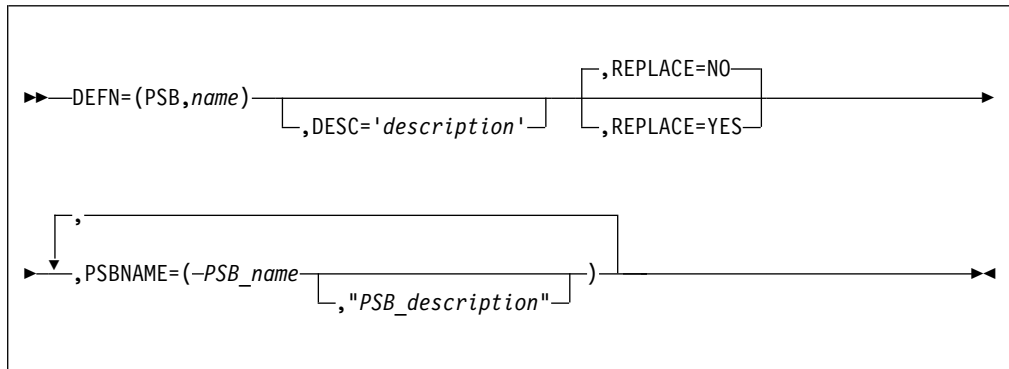 ,REPLACE=NO
DEFN=(PSB,name)
,DESC='description'
,REPLACE=YES
,
,PSBNAME=(PSB_name
)
,"PSB_description"